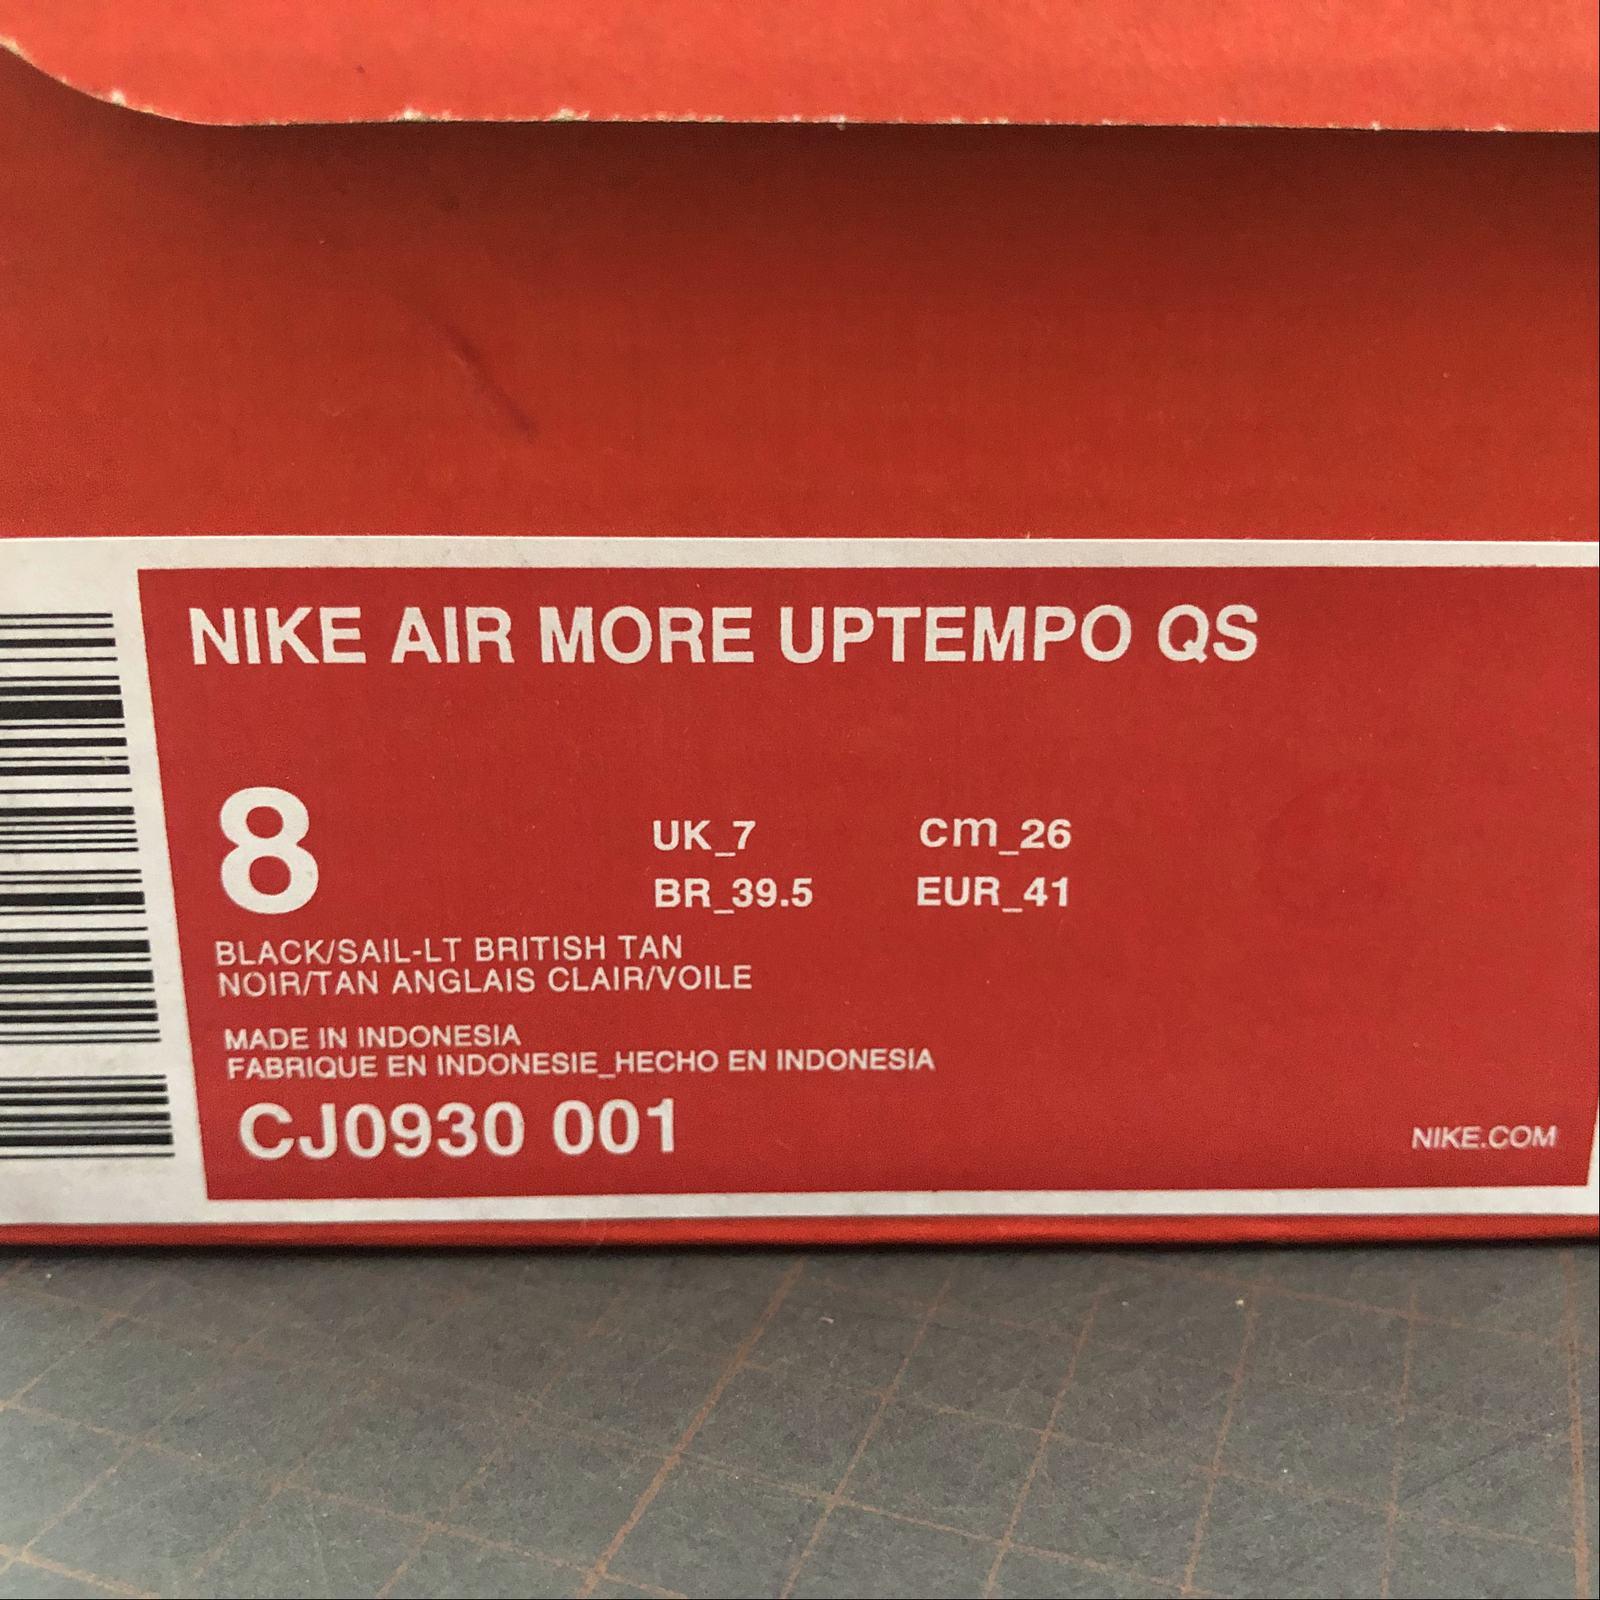 NIKE AIR MORE UPTEMPO QS
8
UK_7 cm_26
BR_39.5 EUR_41
BLACK/SAIL-LT BRITISH TAN
NOIR/TAN ANGLAIS CLAIR/VOILE
MADE IN INDONESIA
FABRIQUE EN INDONESIE_HECHO EN INDONESIA
CJ0930 001
NIKE.COM